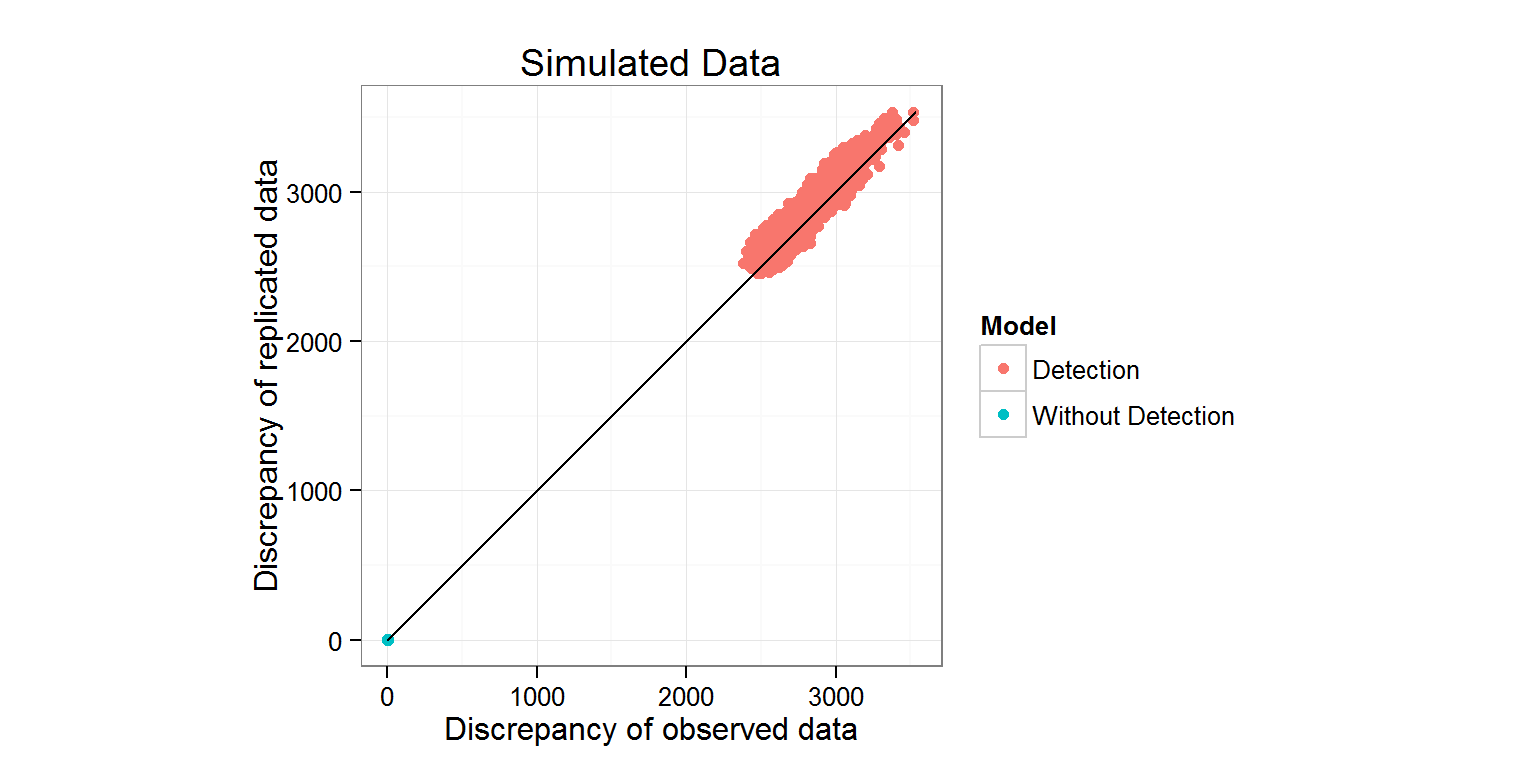 Simulated Data
Discrepancy of replicated data
3000
2000
1000
0
0 1000 2000 3000
Discrepancy of observed data
Model
Detection
Without Detection